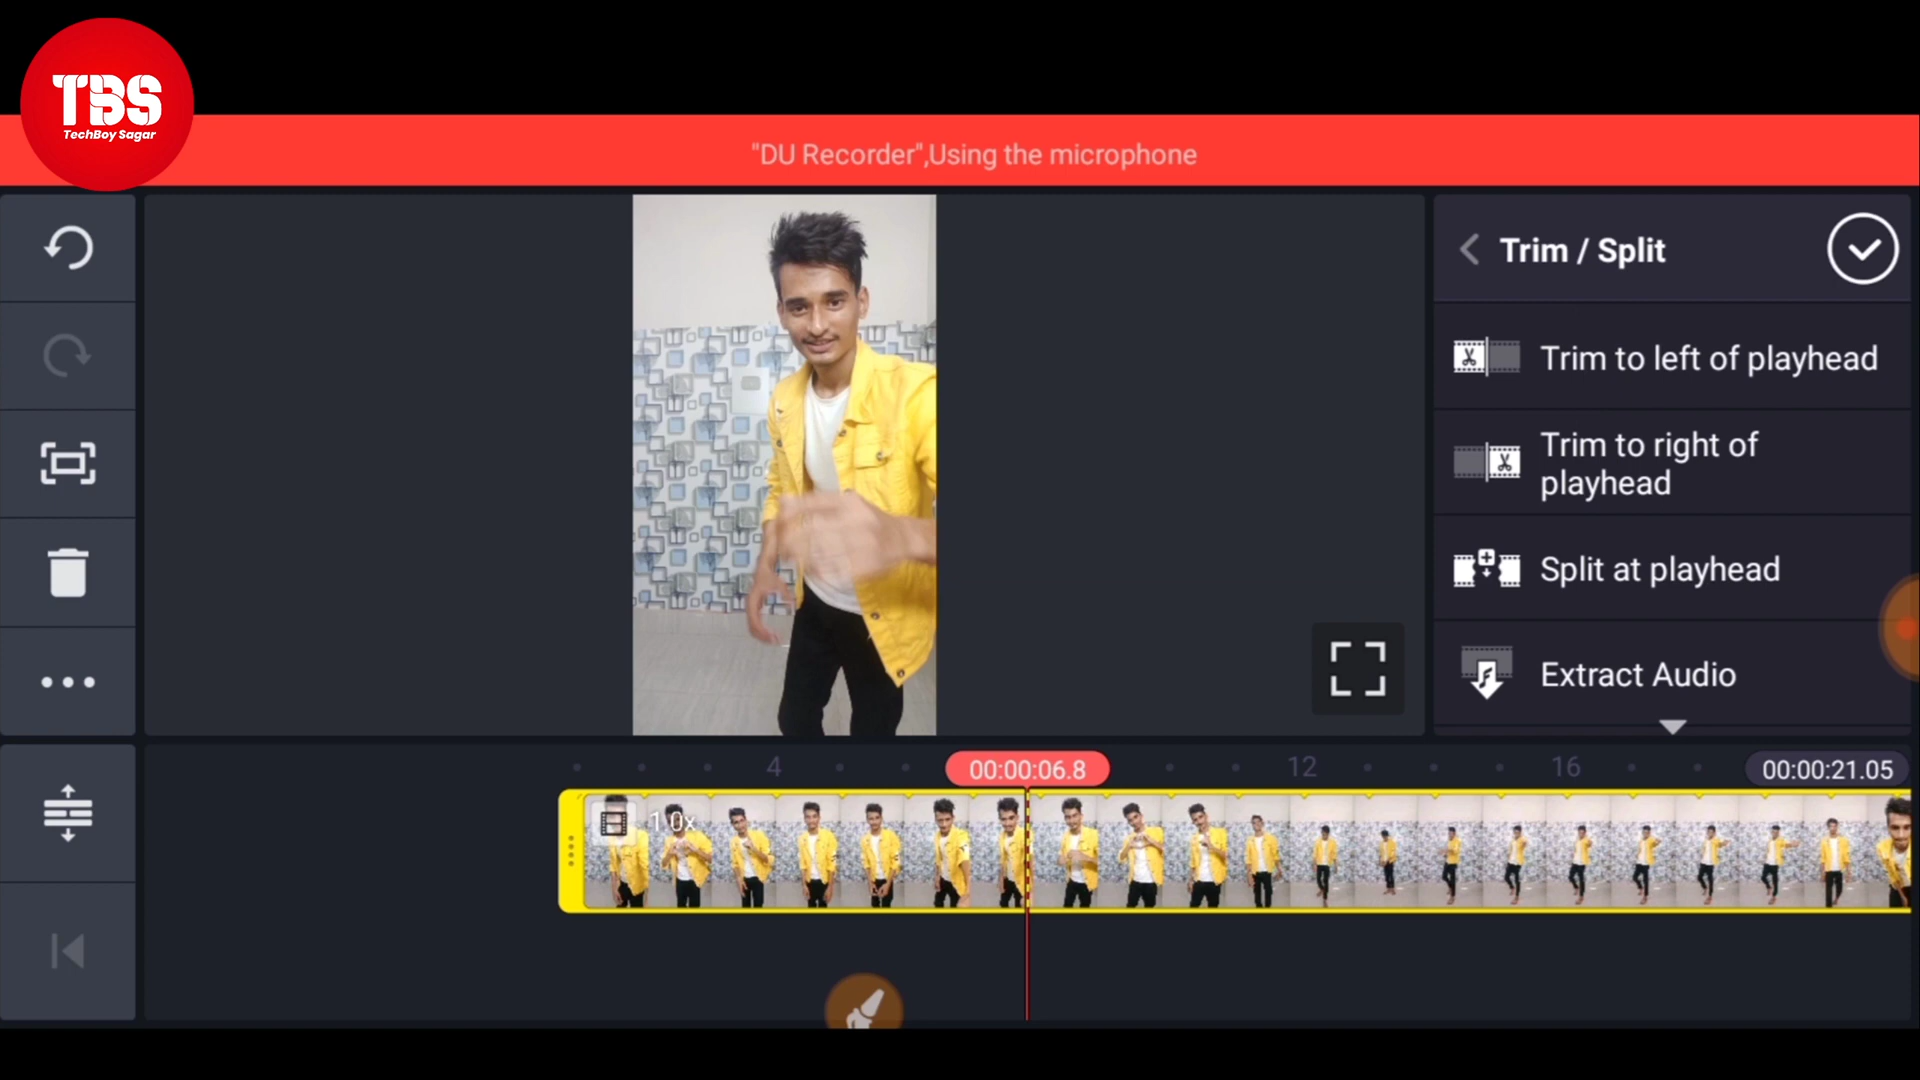 TBS
TechBoy Sagar
"DU Recorder",Using the microphone
Trim / Split
Trim to left of playhead
Trim to right of
playhead
Split at playhead
Extract Audio
4
00:00:06.8
12
16
00:00:21.05
1.0x